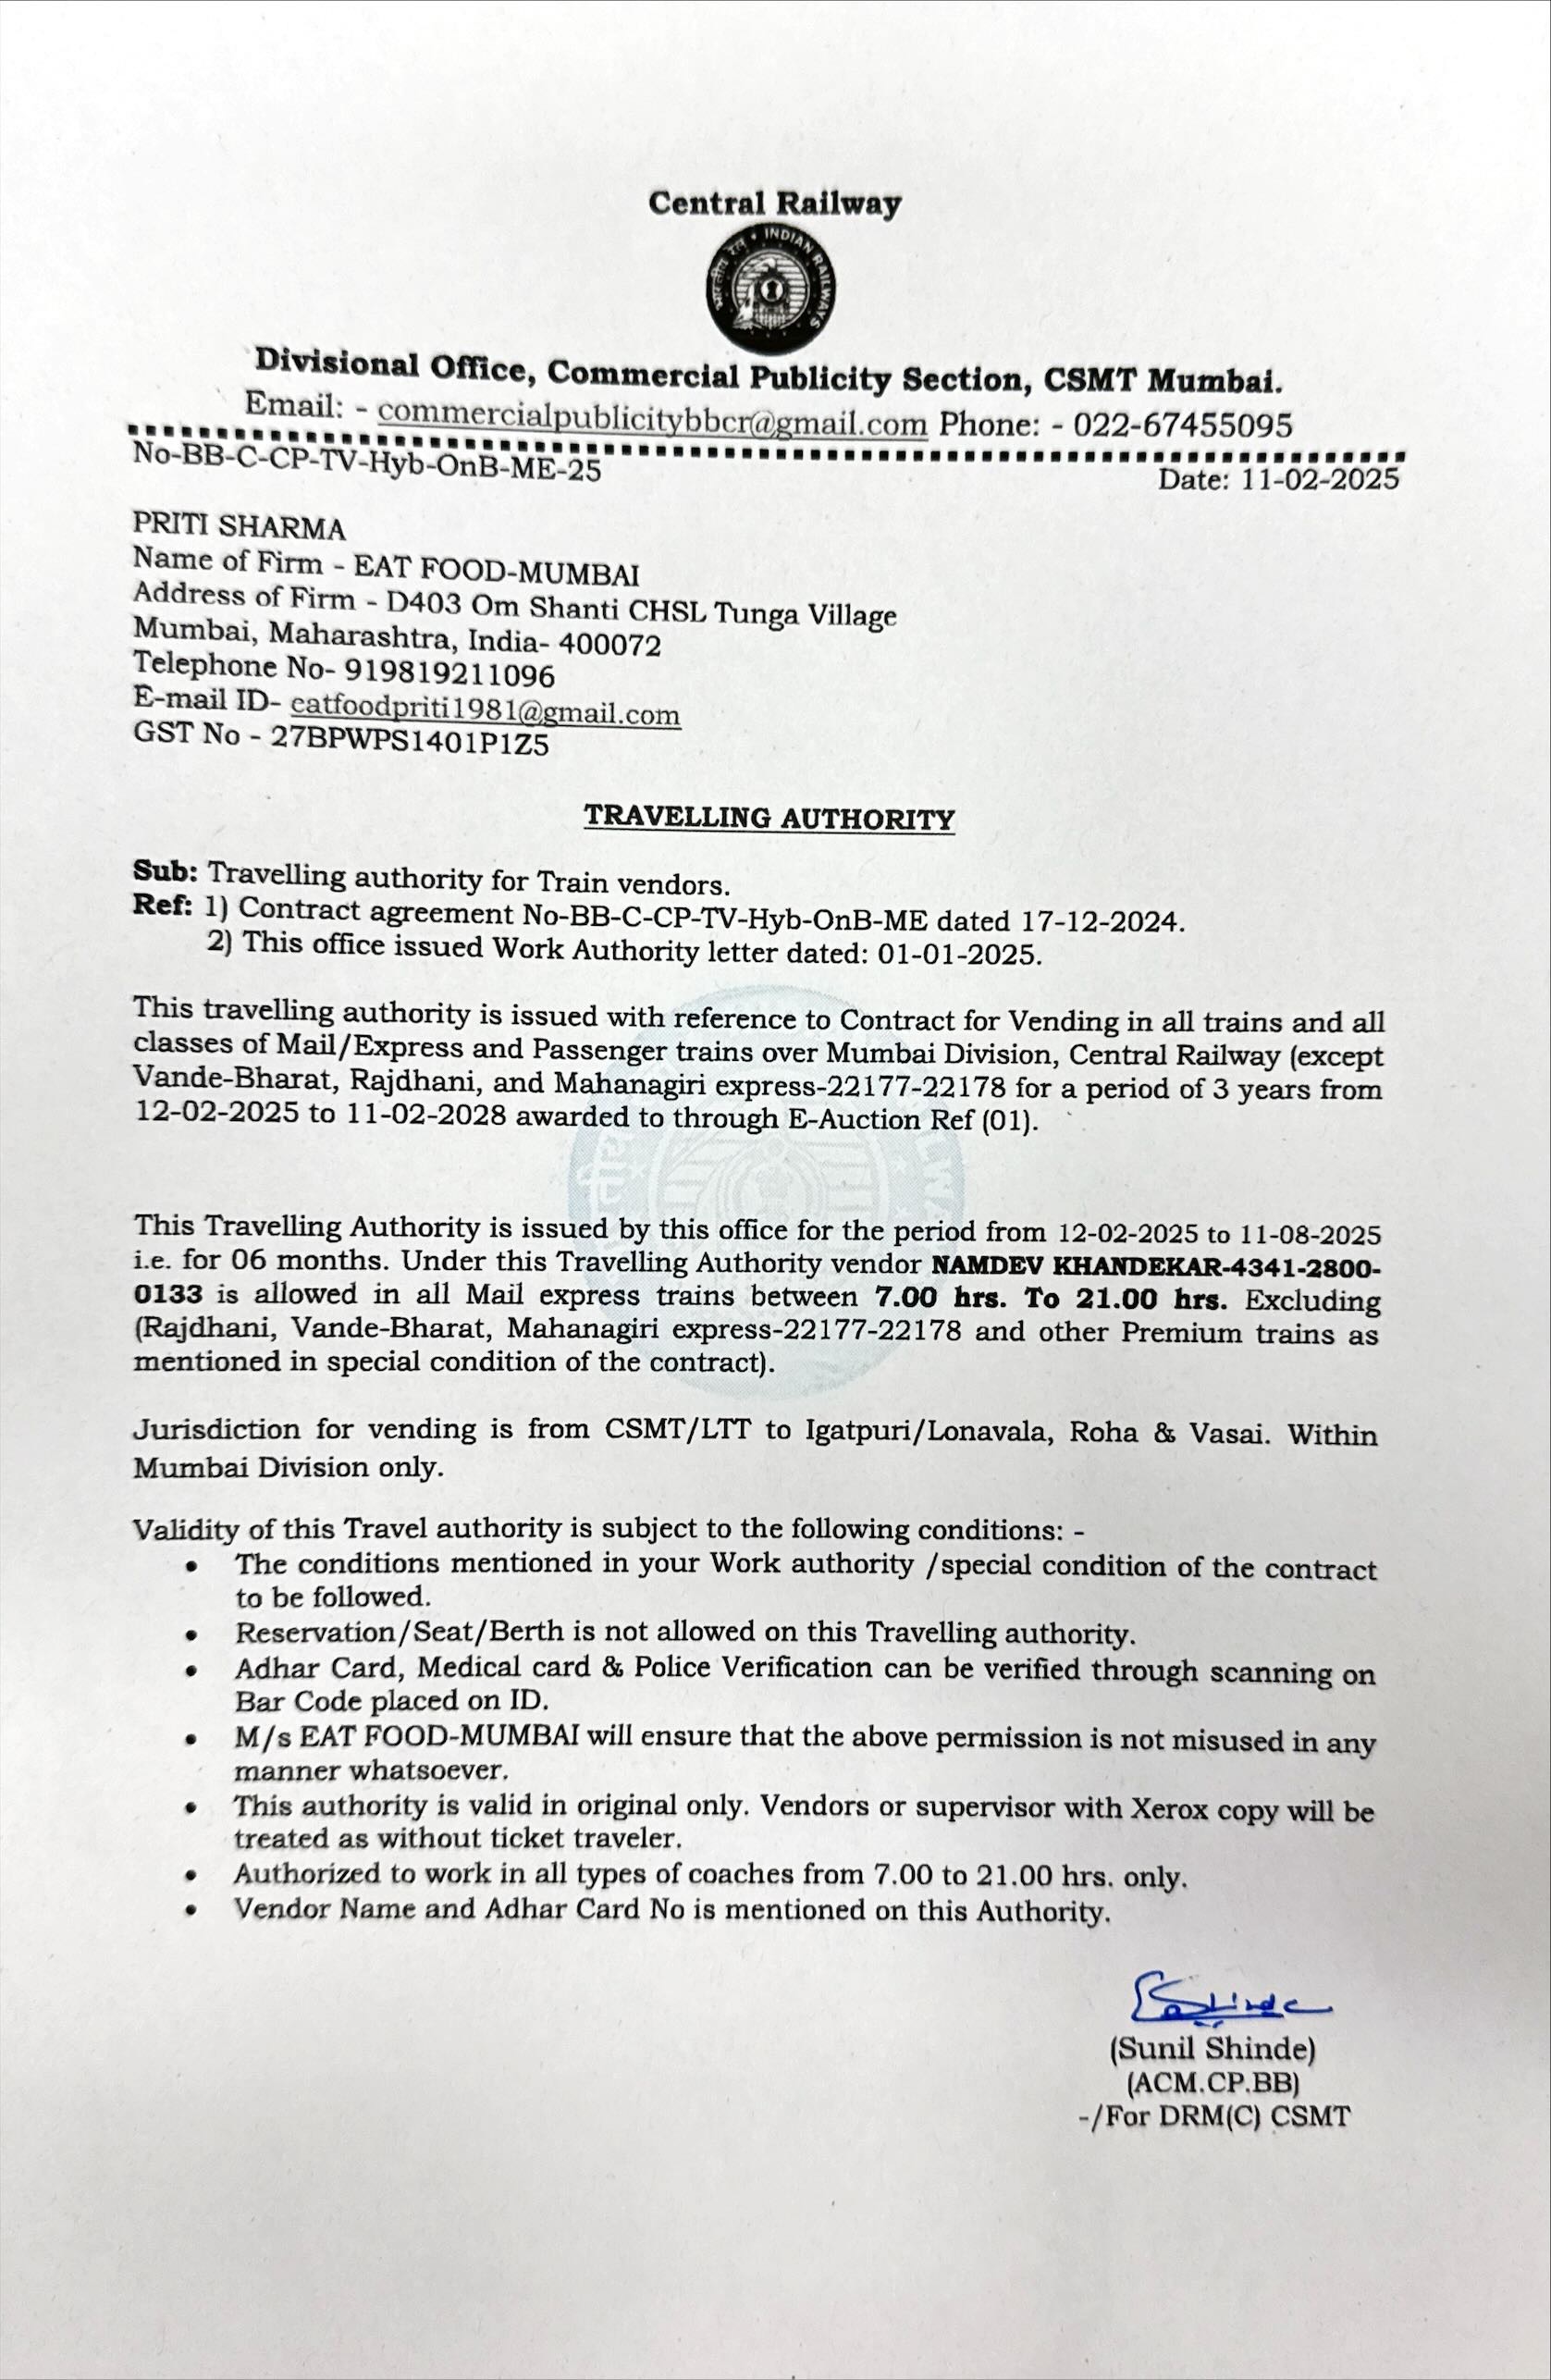 Central Railway
भारतीय रेल • INDIAN RAILWAYS
Divisional Office, Commercial Publicity Section, CSMT Mumbai.
Email: - commercialpublicitybbcr@gmail.com Phone: - 022-67455095
No-BB-C-CP-TV-Hyb-OnB-ME-25
Date: 11-02-2025
PRITI SHARMA
Name of Firm - EAT FOOD-MUMBAI
Address of Firm - D403 Om Shanti CHSL Tunga Village
Mumbai, Maharashtra, India- 400072
Telephone No- 919819211096
E-mail ID- eatfoodpriti1981@gmail.com
GST No - 27BPWPS1401P1Z5
TRAVELLING AUTHORITY
Sub: Travelling authority for Train vendors.
Ref: 1) Contract agreement No-BB-C-CP-TV-Hyb-OnB-ME dated 17-12-2024.
2) This office issued Work Authority letter dated: 01-01-2025.
This travelling authority is issued with reference to Contract for Vending in all trains and all
classes of Mail/Express and Passenger trains over Mumbai Division, Central Railway (except
Vande-Bharat, Rajdhani, and Mahanagiri express-22177-22178 for a period of 3 years from
12-02-2025 to 11-02-2028 awarded to through E-Auction Ref (01).
This Travelling Authority is issued by this office for the period from 12-02-2025 to 11-08-2025
i.e. for 06 months. Under this Travelling Authority vendor NAMDEV KHANDEKAR-4341-2800-
0133 is allowed in all Mail express trains between 7.00 hrs. To 21.00 hrs. Excluding
(Rajdhani, Vande-Bharat, Mahanagiri express-22177-22178 and other Premium trains as
mentioned in special condition of the contract).
Jurisdiction for vending is from CSMT/LTT to Igatpuri/Lonavala, Roha & Vasai. Within
Mumbai Division only.
Validity of this Travel authority is subject to the following conditions: -
• The conditions mentioned in your Work authority /special condition of the contract
to be followed.
• Reservation/Seat/Berth is not allowed on this Travelling authority.
• Adhar Card, Medical card & Police Verification can be verified through scanning on
Bar Code placed on ID.
• M/s EAT FOOD-MUMBAI will ensure that the above permission is not misused in any
manner whatsoever.
• This authority is valid in original only. Vendors or supervisor with Xerox copy will be
treated as without ticket traveler.
• Authorized to work in all types of coaches from 7.00 to 21.00 hrs. only.
• Vendor Name and Adhar Card No is mentioned on this Authority.
(Sunil Shinde)
(ACM.CP.BB)
-/For DRM(C) CSMT